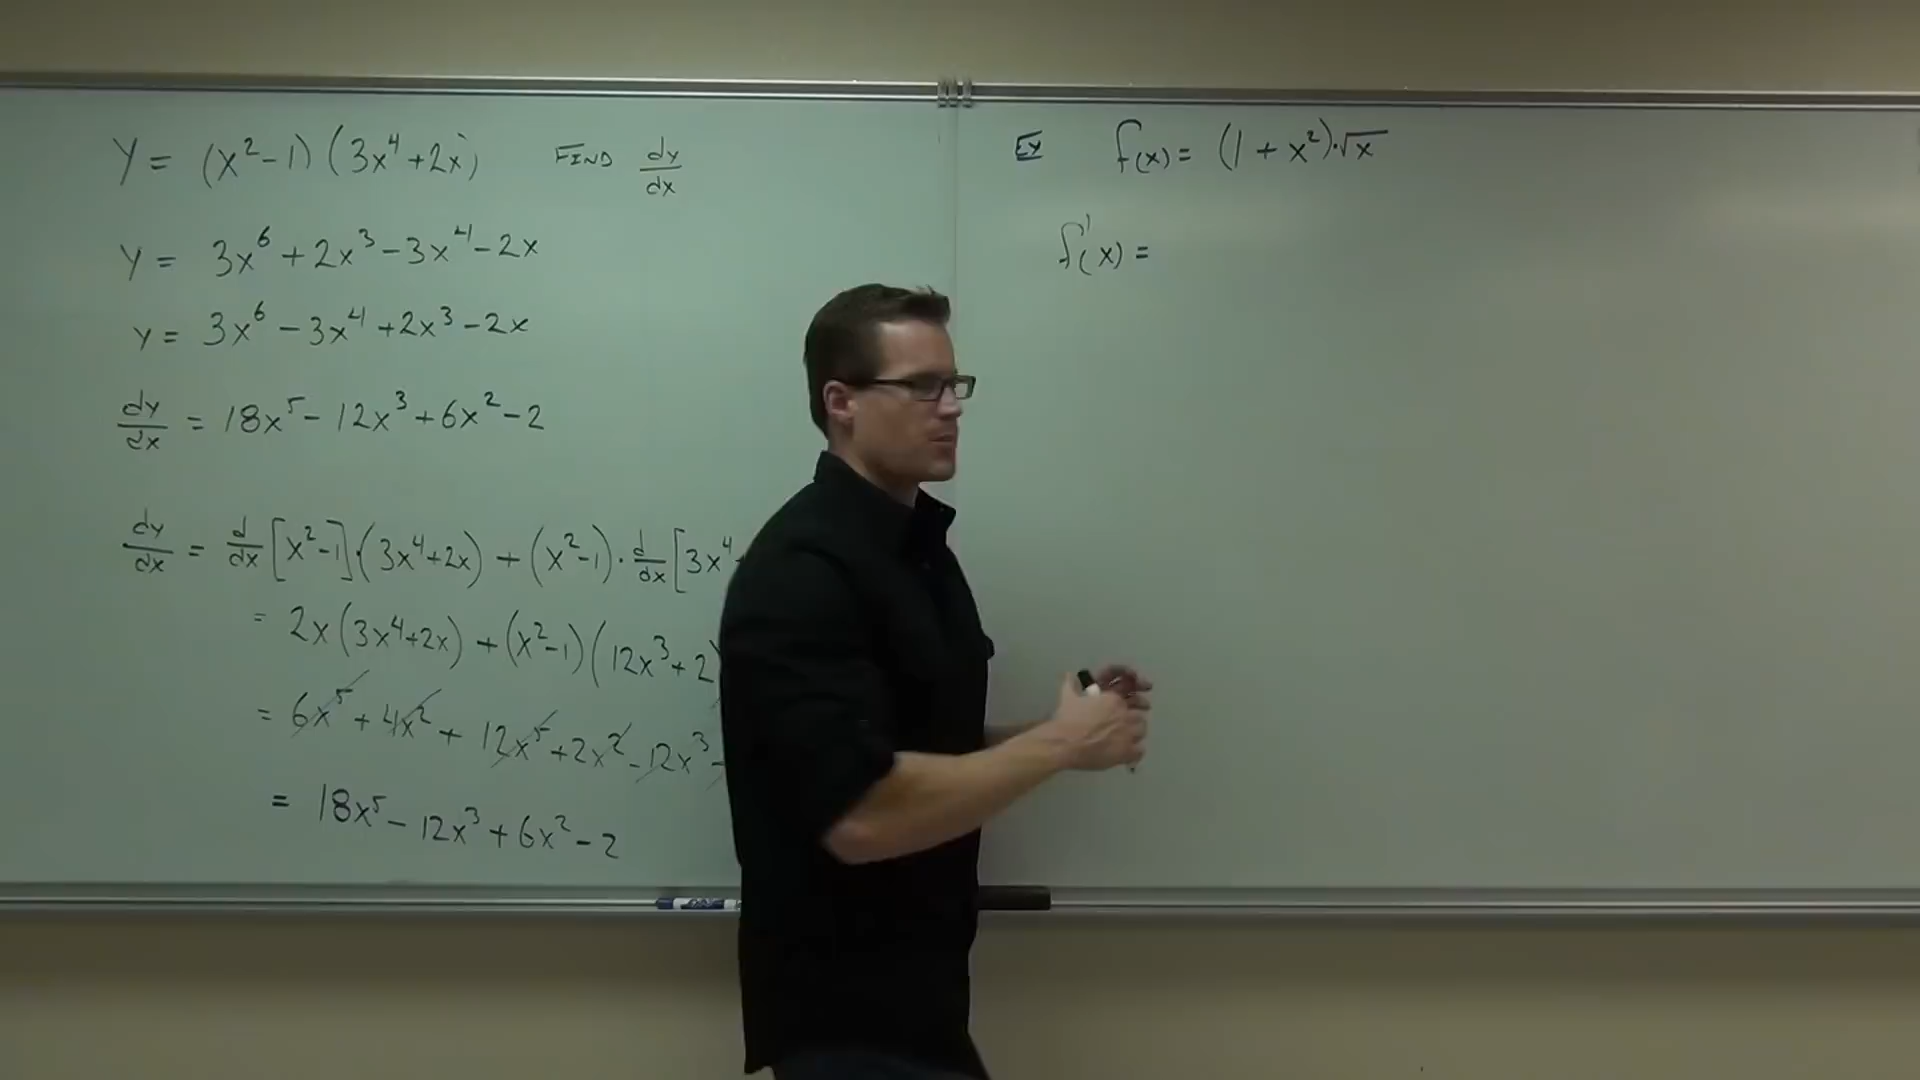 Y = (x²-1)(3x⁴+2x) FIND dy/dx
Y = 3x⁶ + 2x³ - 3x⁴ - 2x
Y = 3x⁶ - 3x⁴ + 2x³ - 2x
dy/dx = 18x⁵ - 12x³ + 6x² - 2
dy/dx = d/dx [x²-1]·(3x⁴+2x) + (x²-1)·d/dx [3x⁴
= 2x(3x⁴+2x) + (x²-1)(12x³+2)
= 6x⁵ + 4x² + 12x⁵ + 2x² - 12x³ -
= 18x⁵ - 12x³ + 6x² - 2
Ex f(x) = (1 + x²)·√x
f'(x) =